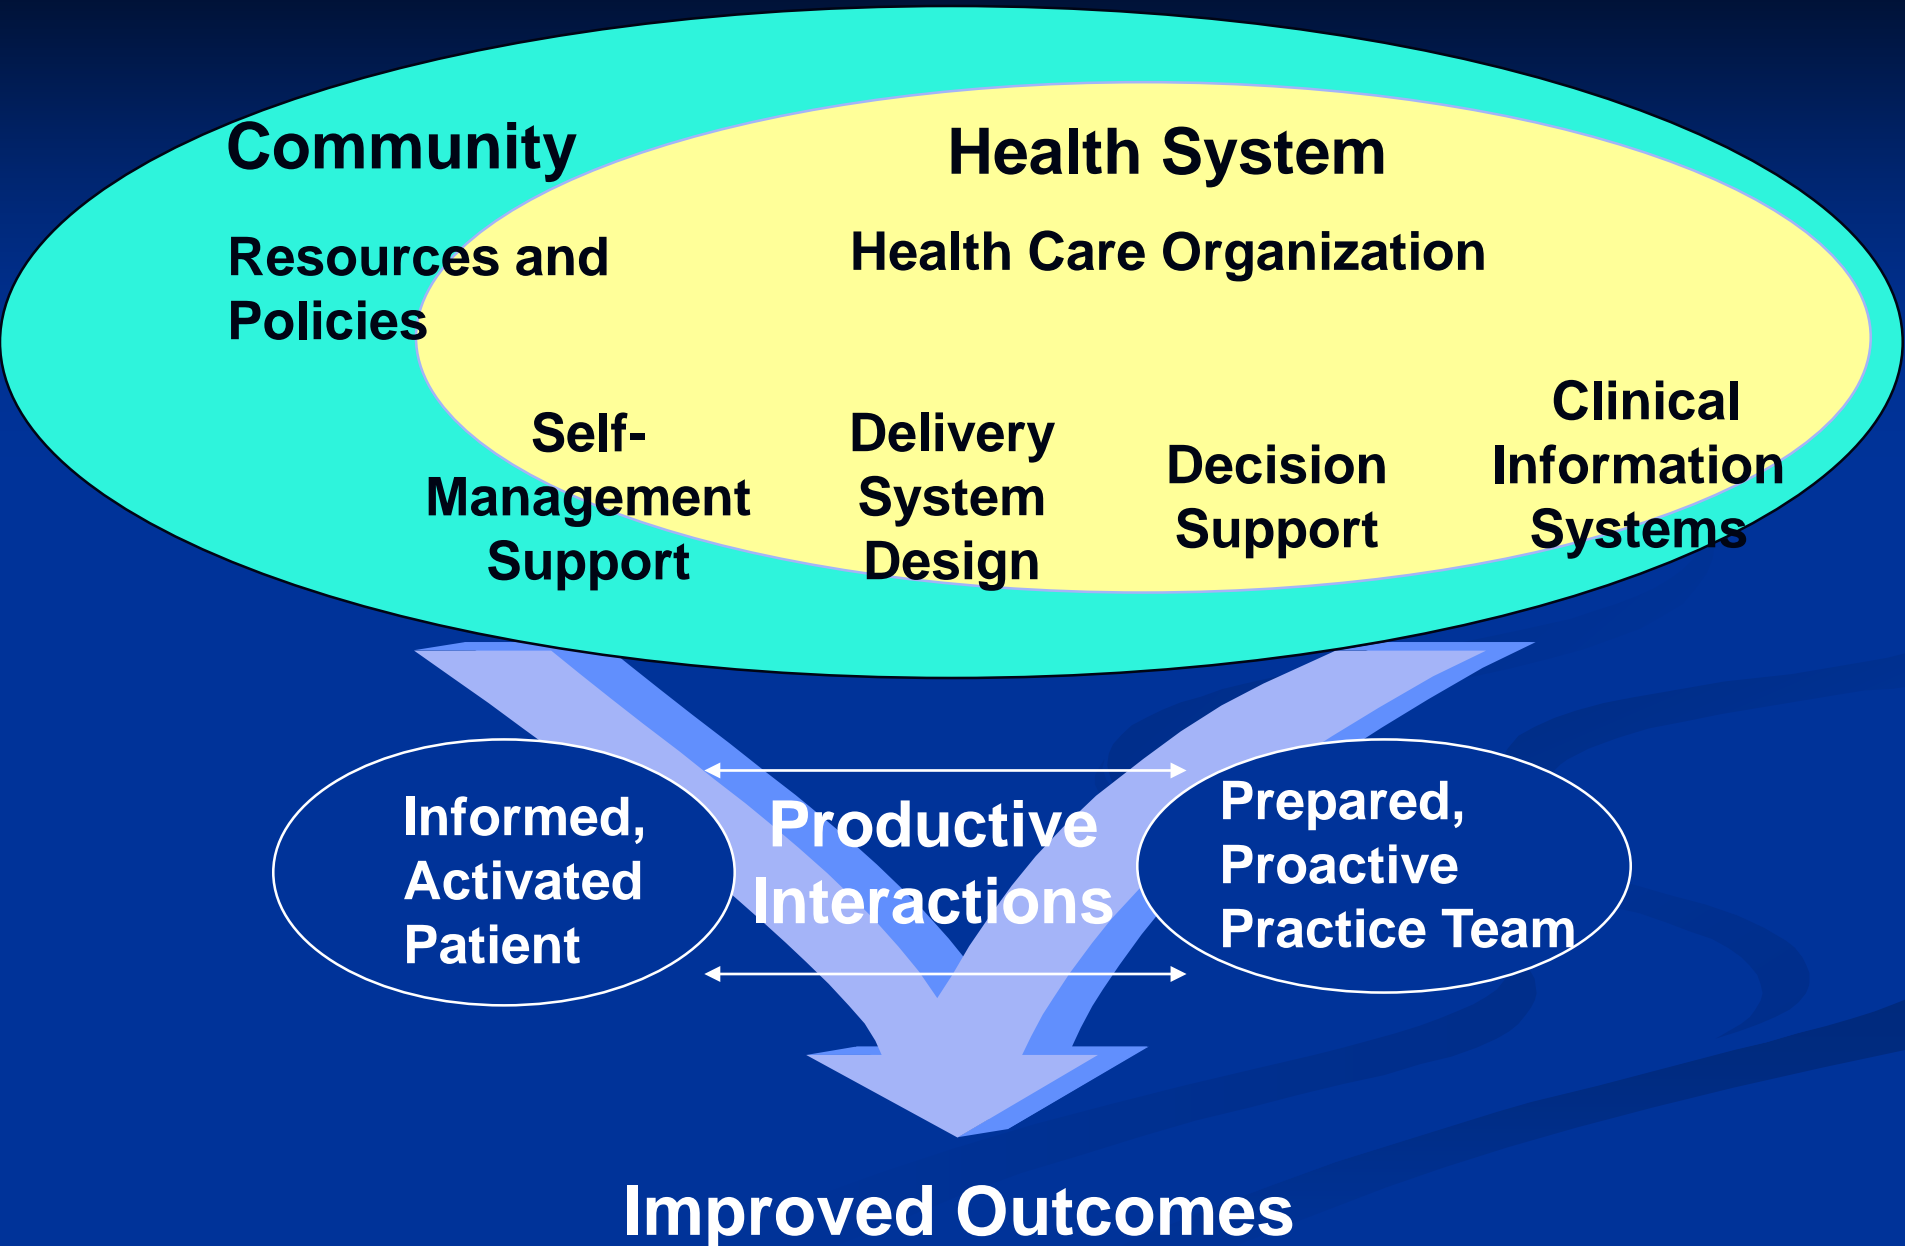 Community
Resources and
Policies
Health System
Health Care Organization
Self-
Management
Support
Delivery
System
Design
Decision
Support
Clinical
Information
Systems
Informed,
Activated
Patient
Productive
Interactions
Prepared,
Proactive
Practice Team
Improved Outcomes